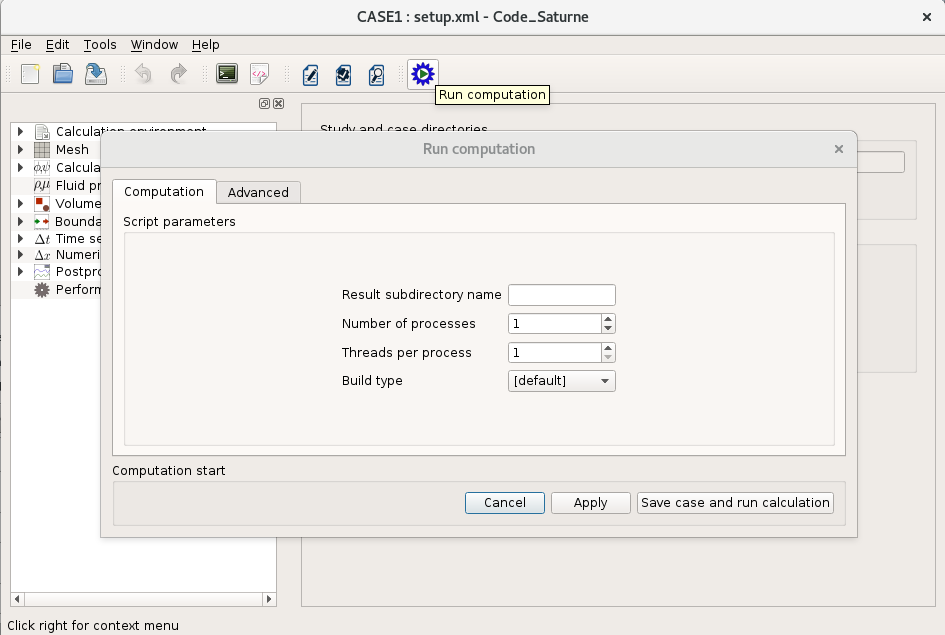 CASE1 : setup.xml - Code_Saturne
File Edit Tools Window Help
Run computation
Study and case directories
Calculation environment
Mesh
Calcula
Fluid pr
Volume
Bounda
Time se
Numeri
Postpro
Perform
Run computation
Computation Advanced
Script parameters
Result subdirectory name
Number of processes 1
Threads per process 1
Build type [default]
Computation start
Cancel Apply Save case and run calculation
Click right for context menu